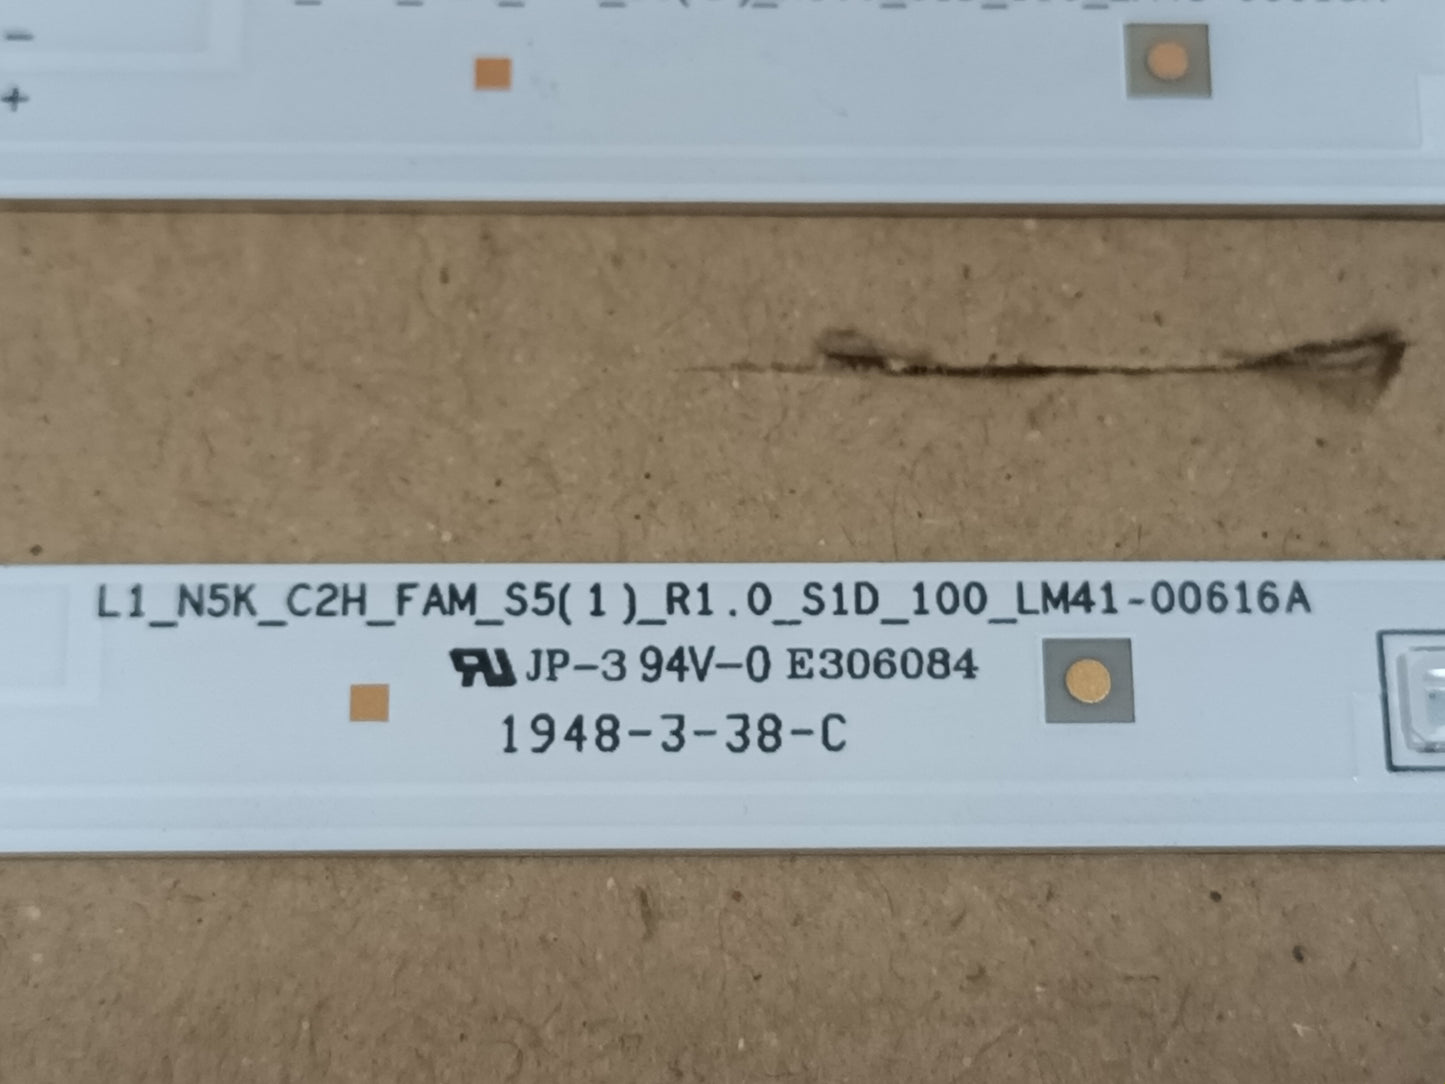 -
+
L1_N5K_C2H_FAM_S5(1)_R1.0_S1D_100_LM41-00616A
JP-3 94V-0 E306084
1948-3-38-C